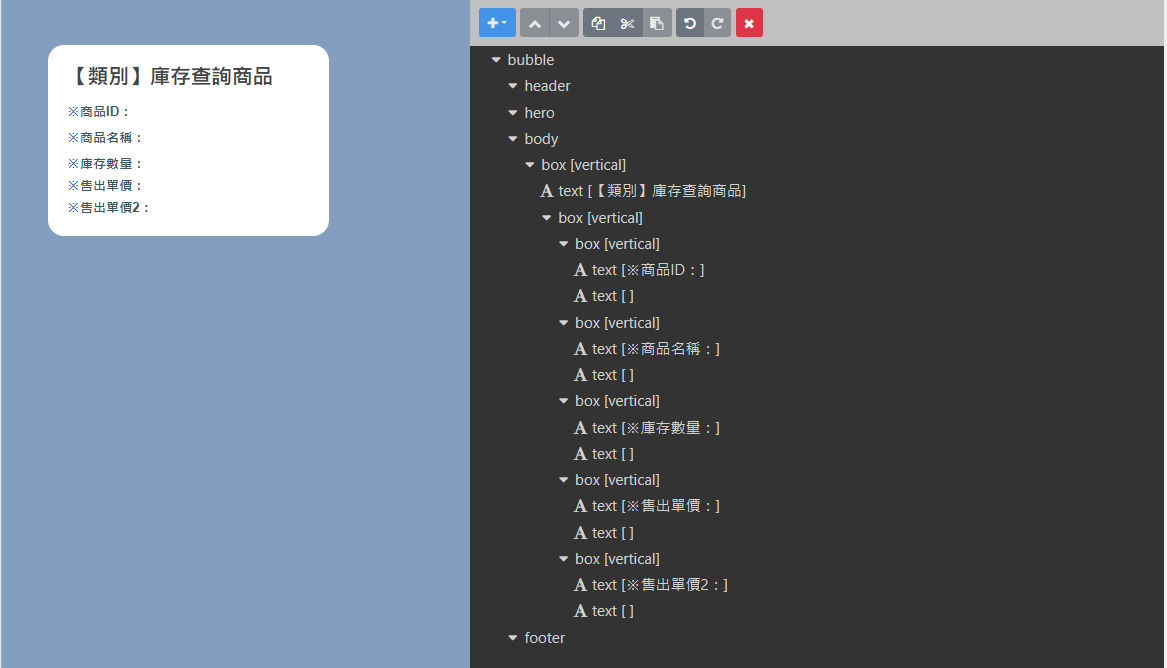 【類別】庫存查詢商品
※商品ID：
※商品名稱：
※庫存數量：
※售出單價：
※售出單價2：
bubble
header
hero
body
box [vertical]
A text [【類別】庫存查詢商品]
box [vertical]
box [vertical]
A text [※商品ID：]
A text [ ]
box [vertical]
A text [※商品名稱：]
A text [ ]
box [vertical]
A text [※庫存數量：]
A text [ ]
box [vertical]
A text [※售出單價：]
A text [ ]
box [vertical]
A text [※售出單價2：]
A text [ ]
footer